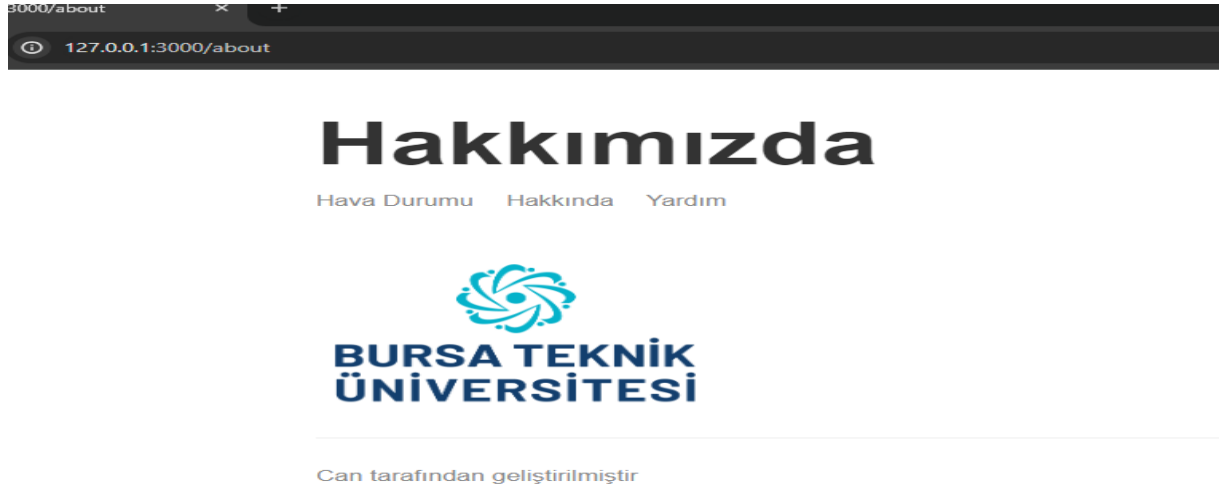 3000/about
127.0.0.1:3000/about
Hakkımızda
Hava Durumu Hakkında Yardım
BURSA TEKNİK
ÜNİVERSİTESİ
Can tarafından geliştirilmiştir